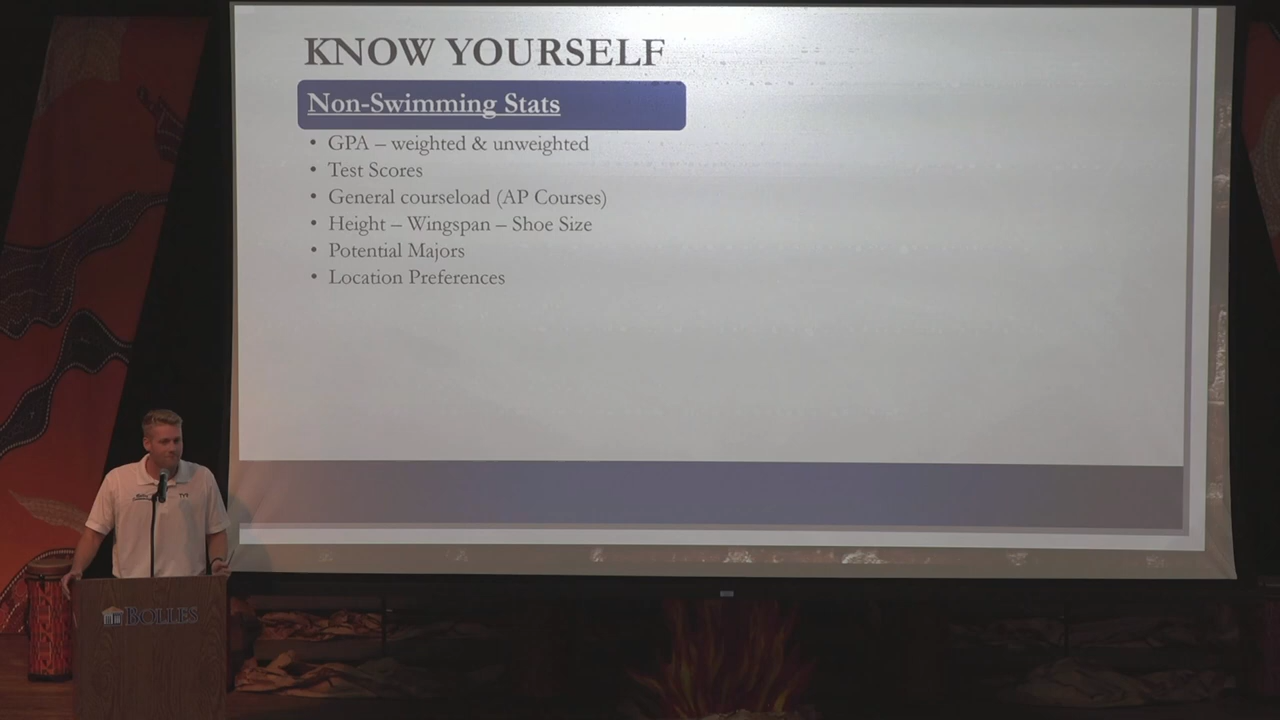 KNOW YOURSELF
Non-Swimming Stats
• GPA – weighted & unweighted
• Test Scores
• General courseload (AP Courses)
• Height – Wingspan – Shoe Size
• Potential Majors
• Location Preferences
BOLLES